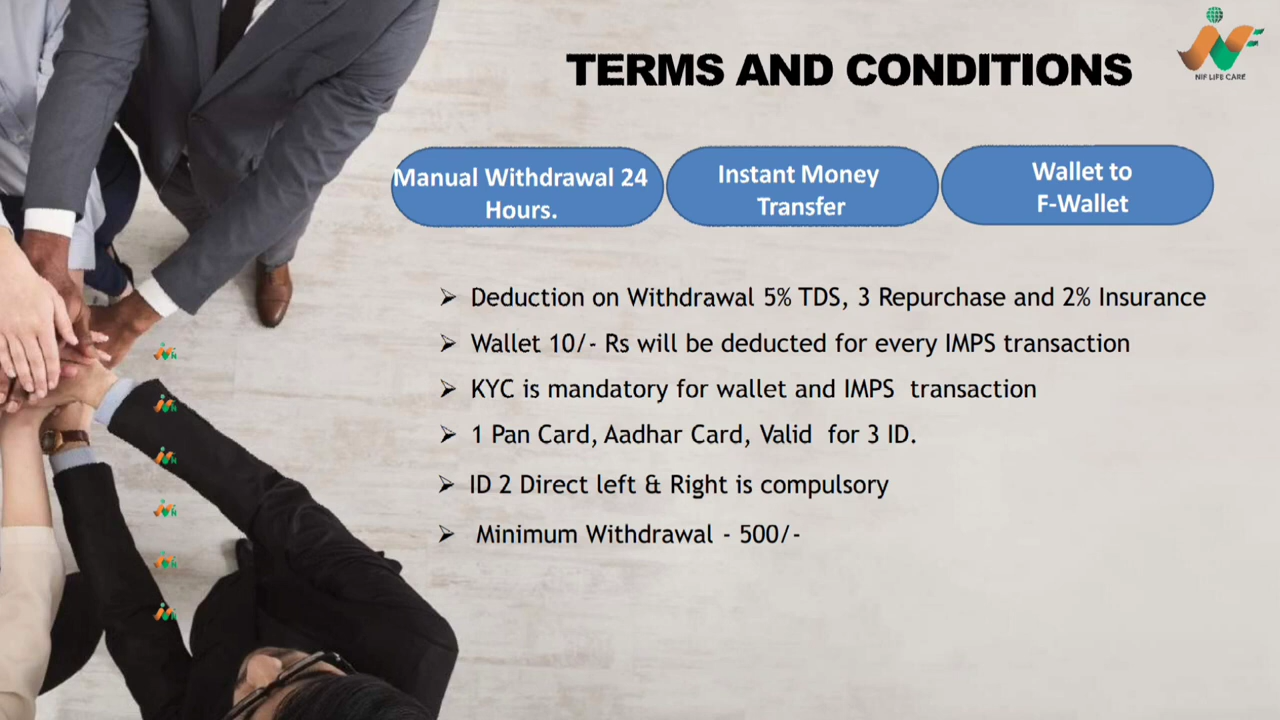 TERMS AND CONDITIONS
NIF LIFE CARE
Manual Withdrawal 24
Hours.
Instant Money
Transfer
Wallet to
F-Wallet
➢ Deduction on Withdrawal 5% TDS, 3 Repurchase and 2% Insurance
➢ Wallet 10/- Rs will be deducted for every IMPS transaction
➢ KYC is mandatory for wallet and IMPS transaction
➢ 1 Pan Card, Aadhar Card, Valid for 3 ID.
➢ ID 2 Direct left & Right is compulsory
➢ Minimum Withdrawal - 500/-